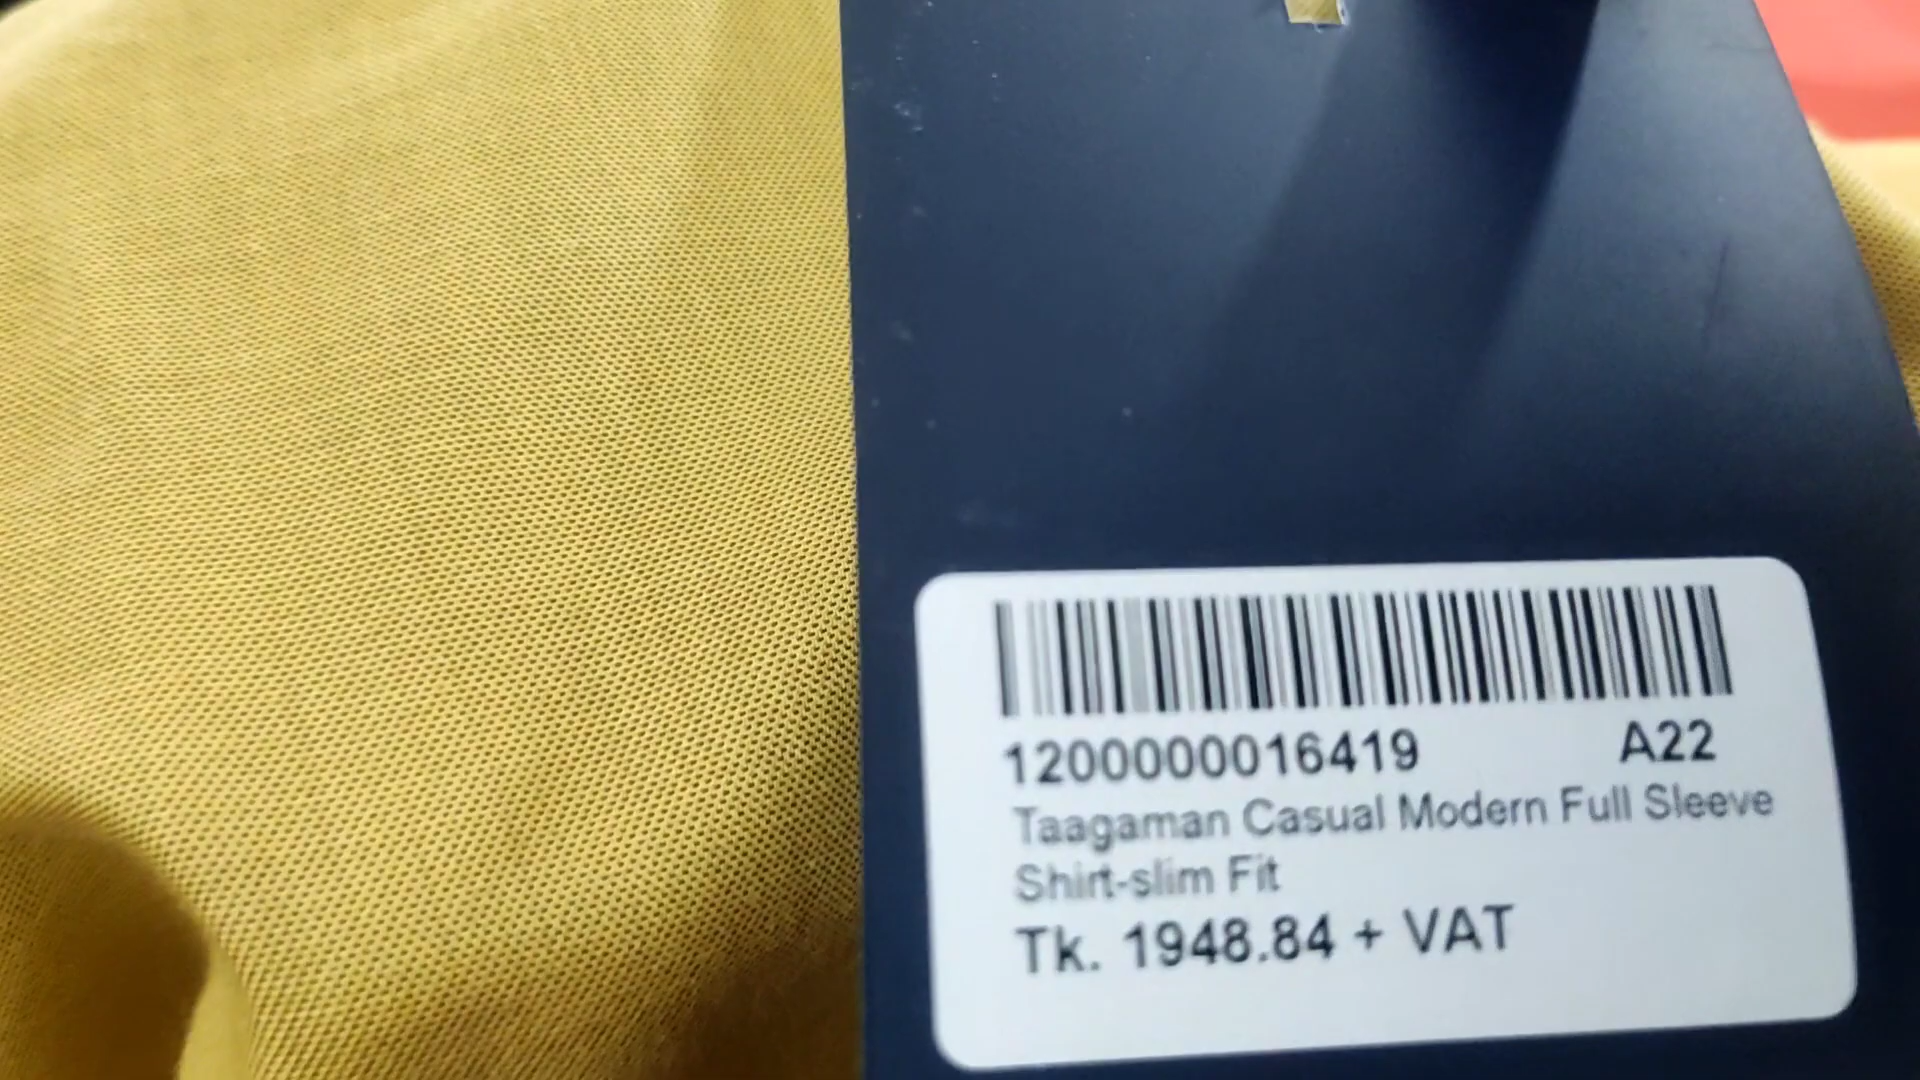 1200000016419 A22
Taagaman Casual Modern Full Sleeve
Shirt-slim Fit
Tk. 1948.84 + VAT